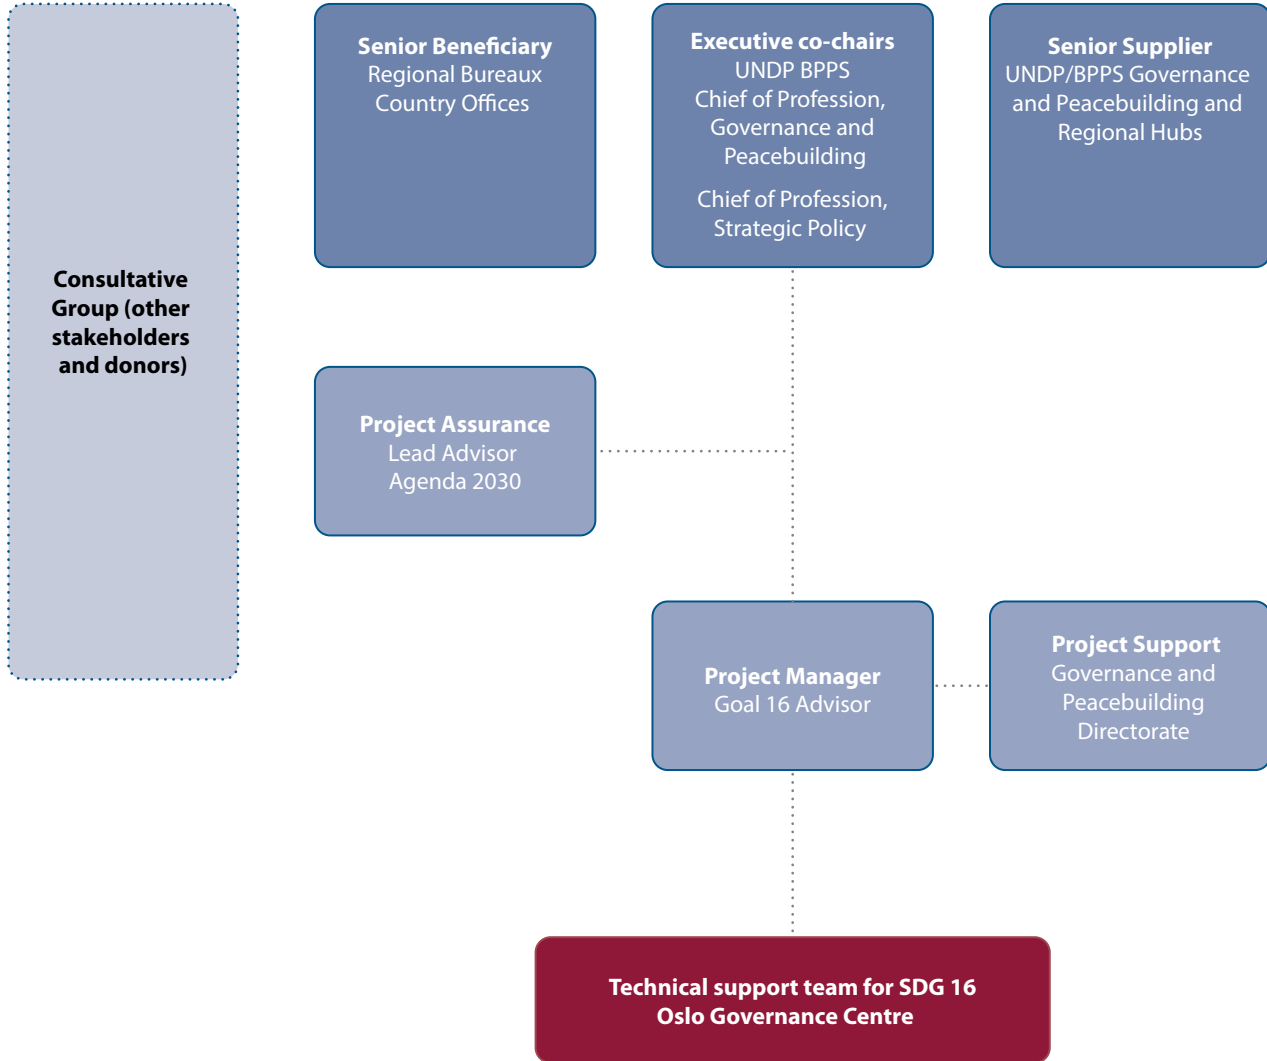 Consultative
Group (other
stakeholders
and donors)
Senior Beneficiary
Regional Bureaux
Country Offices
Executive co-chairs
UNDP BPPS
Chief of Profession,
Governance and
Peacebuilding
Chief of Profession,
Strategic Policy
Senior Supplier
UNDP/BPPS Governance
and Peacebuilding and
Regional Hubs
Project Assurance
Lead Advisor
Agenda 2030
Project Manager
Goal 16 Advisor
Project Support
Governance and
Peacebuilding
Directorate
Technical support team for SDG 16
Oslo Governance Centre